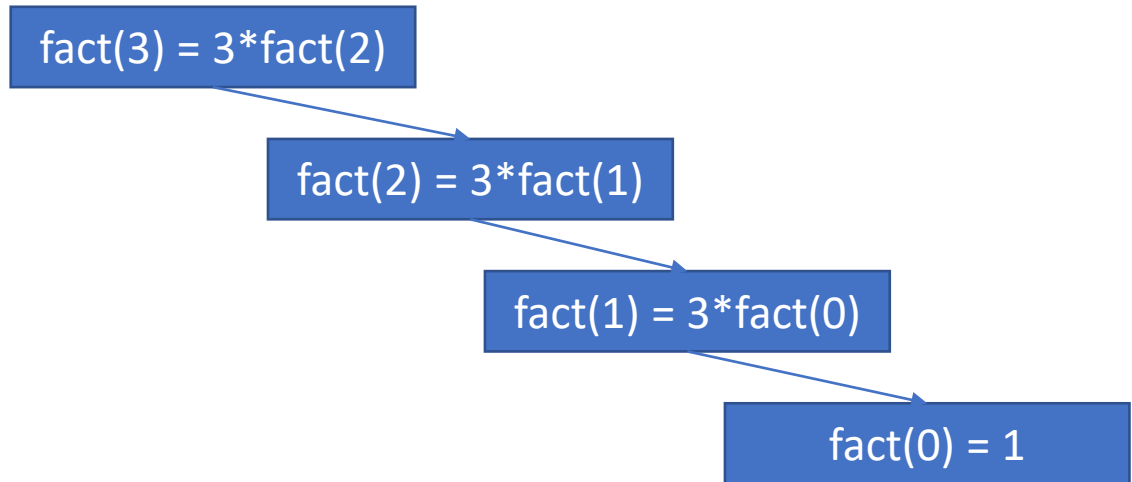 fact(3) = 3*fact(2)
fact(2) = 3*fact(1)
fact(1) = 3*fact(0)
fact(0) = 1